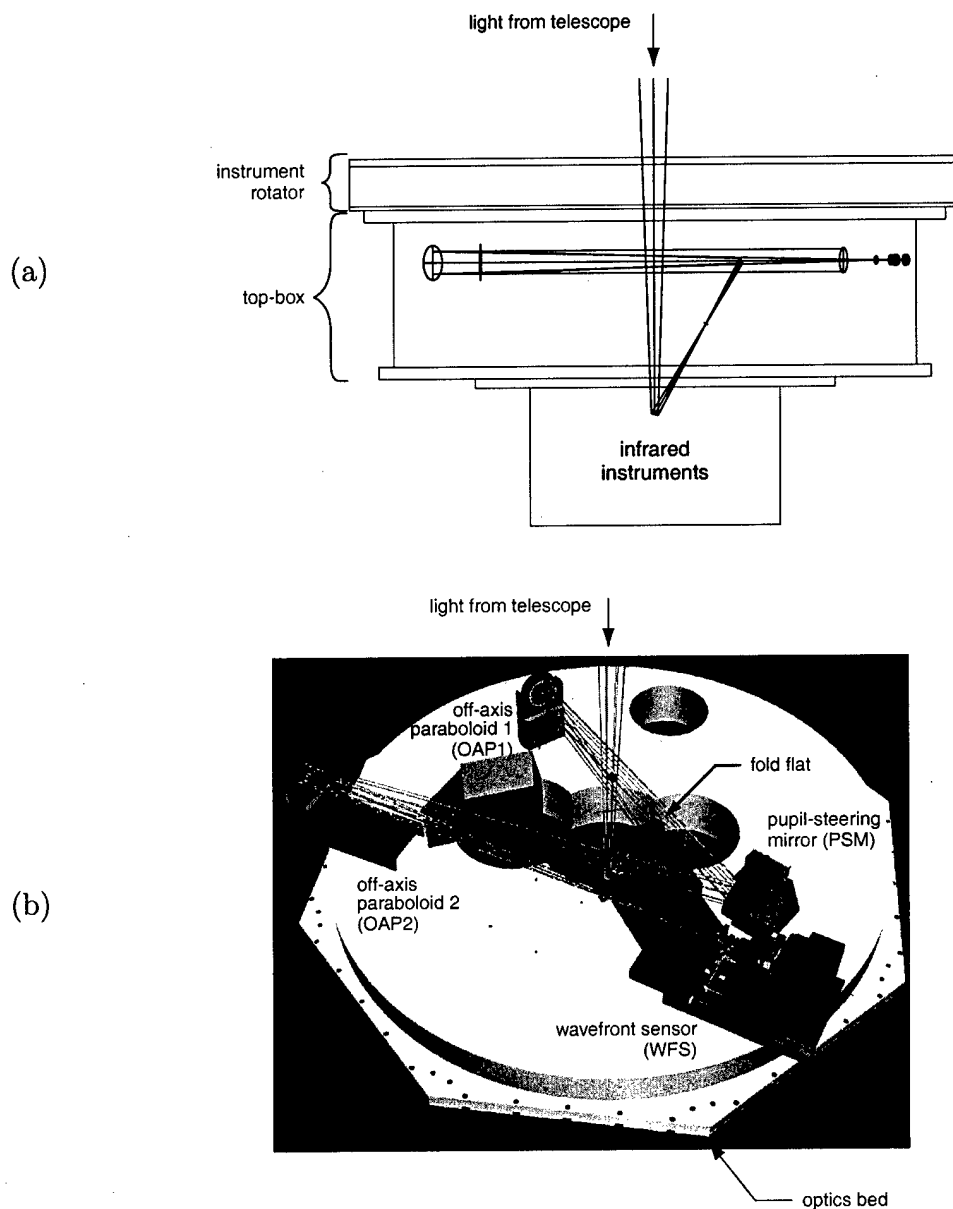 light from telescope
instrument
rotator
(a)
top-box
infrared
instruments
light from telescope
off-axis
paraboloid 1
(OAP1)
fold flat
pupil-steering
mirror (PSM)
off-axis
paraboloid 2
(OAP2)
(b)
wavefront sensor
(WFS)
optics bed